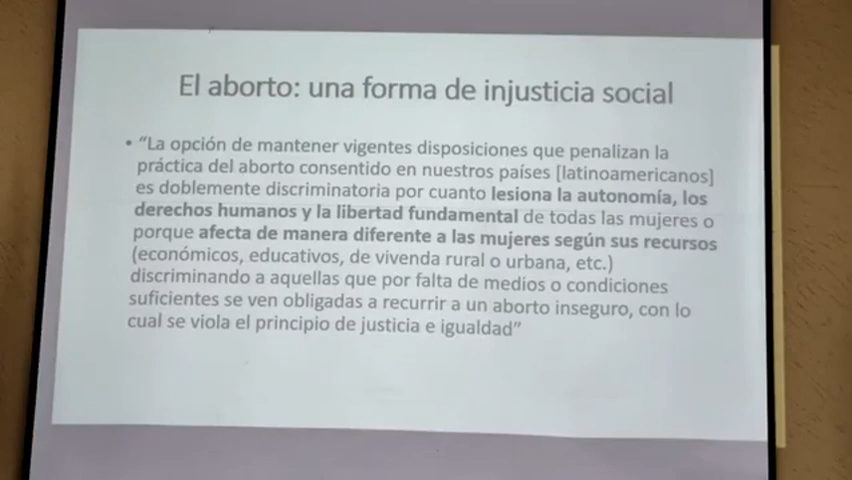 El aborto: una forma de injusticia social
• “La opción de mantener vigentes disposiciones que penalizan la
práctica del aborto consentido en nuestros países [latinoamericanos]
es doblemente discriminatoria por cuanto lesiona la autonomía, los
derechos humanos y la libertad fundamental de todas las mujeres o
porque afecta de manera diferente a las mujeres según sus recursos
(económicos, educativos, de vivenda rural o urbana, etc.)
discriminando a aquellas que por falta de medios o condiciones
suficientes se ven obligadas a recurrir a un aborto inseguro, con lo
cual se viola el principio de justicia e igualdad”